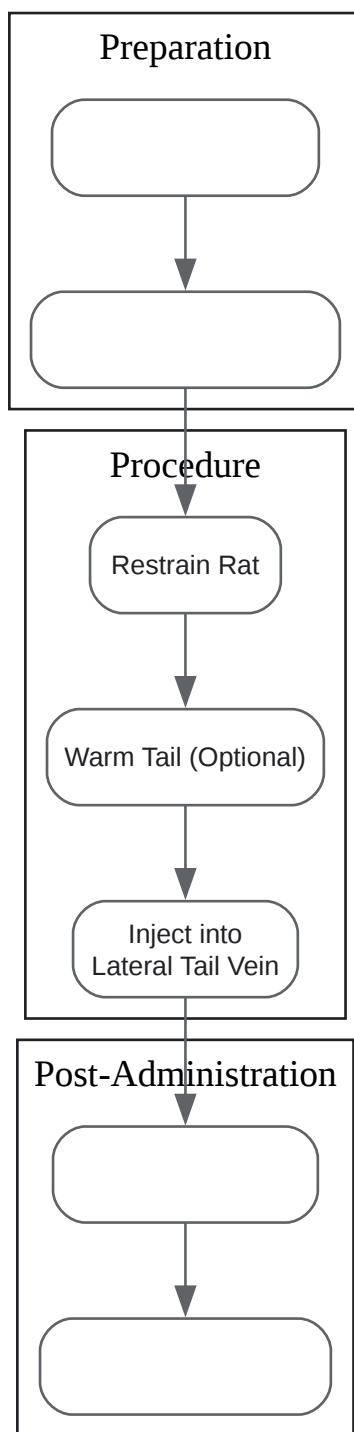 Preparation
Procedure
Restrain Rat
Warm Tail (Optional)
Inject into
Lateral Tail Vein
Post-Administration